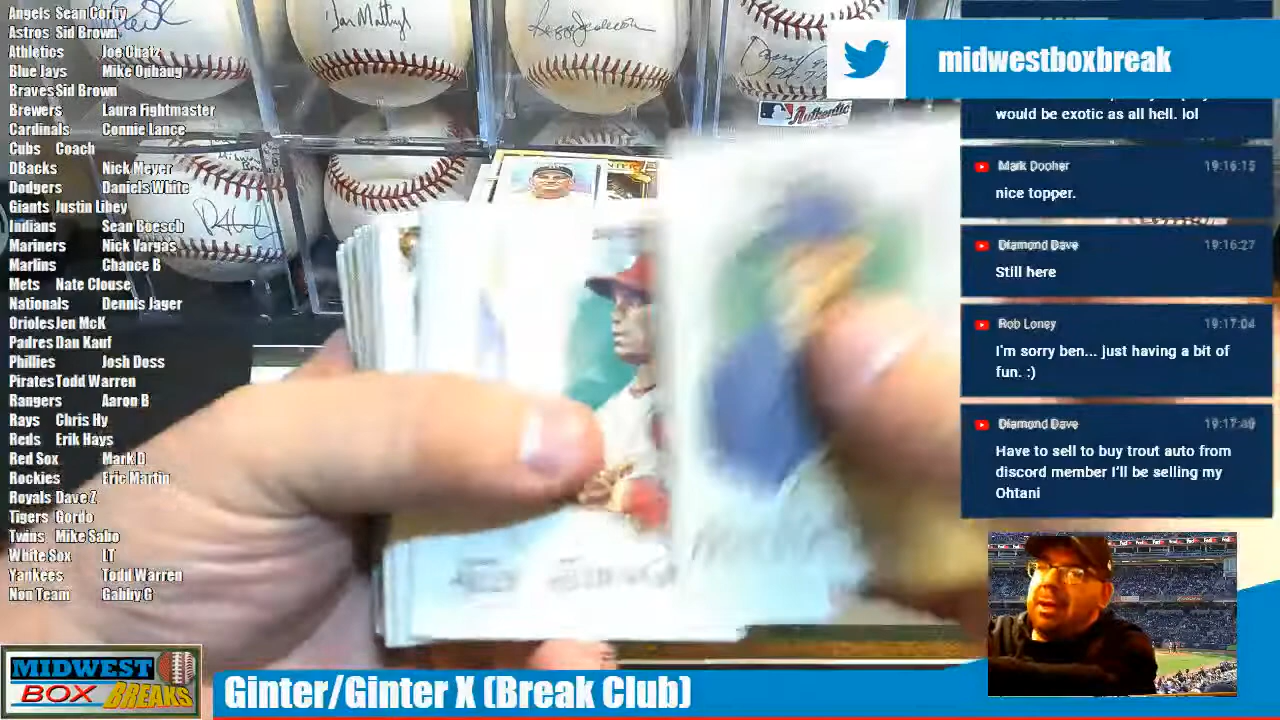 Angels Sean Corby
Astros Sid Brown
Athletics Joe Chatz
Blue Jays Mike Ophaug
Braves Sid Brown
Brewers Laura Fightmaster
Cardinals Connie Lance
Cubs Coach
DBacks Nick Meyer
Dodgers Daniels White
Giants Justin Libey
Indians Sean Boesch
Mariners Nick Vargas
Marlins Chance B
Mets Nate Clouse
Nationals Dennis Jager
Orioles Jen McK
Padres Dan Kauf
Phillies Josh Doss
Pirates Todd Warren
Rangers Aaron B
Rays Chris Hy
Reds Erik Hays
Red Sox Mark D
Rockies Eric Martin
Royals Dave Z
Tigers Gordo
Twins Mike Sabo
White Sox LT
Yankees Todd Warren
Non Team Gabby G
Authentic
midwestboxbreak
would be exotic as all hell. lol
Mark Dooher 19:16:15
nice topper.
Diamond Dave 19:16:27
Still here
Rob Loney 19:17:04
I'm sorry ben... just having a bit of
fun. :)
Diamond Dave 19:17:49
Have to sell to buy trout auto from
discord member I'll be selling my
Ohtani
MIDWEST
BOX BREAKS
Ginter/Ginter X (Break Club)